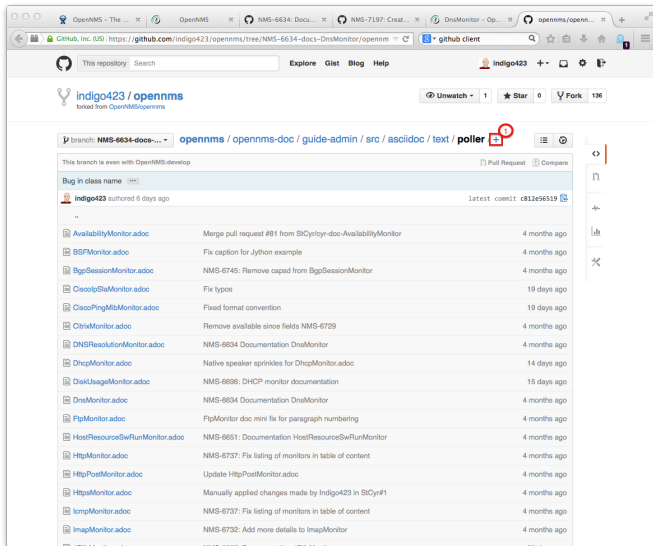 OpenNMS – The ... OpenNMS NMS-6634: Docu... NMS-7197: Creat... DnsMonitor – Op... opennms/openn...
GitHub, Inc. (US) https://github.com/indigo423/opennms/tree/NMS-6634-docs-DnsMonitor/opennm github client
1
This repository Search Explore Gist Blog Help indigo423
indigo423 / opennms
forked from OpenNMS/opennms
Unwatch 1 Star 0 Fork 136
1
branch: NMS-6634-docs-... opennms / opennms-doc / guide-admin / src / asciidoc / text / poller / +
This branch is even with OpenNMS:develop Pull Request Compare
Bug in class name ...
indigo423 authored 6 days ago latest commit c812e56519
..
AvailabilityMonitor.adoc Merge pull request #81 from StCyr/cyr-doc-AvailabilityMonitor 4 months ago
BSFMonitor.adoc Fix caption for Jython example 4 months ago
BgpSessionMonitor.adoc NMS-6745: Remove capsd from BgpSessionMonitor 4 months ago
CiscoIpSlaMonitor.adoc Fix typos 19 days ago
CiscoPingMibMonitor.adoc Fixed format convention 19 days ago
CitrixMonitor.adoc Remove available since fields NMS-6729 4 months ago
DNSResolutionMonitor.adoc NMS-6634 Documentation DnsMonitor 4 months ago
DhcpMonitor.adoc Native speaker sprinkles for DhcpMonitor.adoc 14 days ago
DiskUsageMonitor.adoc NMS-6698: DHCP monitor documentation 15 days ago
DnsMonitor.adoc NMS-6634 Documentation DnsMonitor 4 months ago
FtpMonitor.adoc FtpMonitor doc mini fix for paragraph numbering 4 months ago
HostResourceSwRunMonitor.adoc NMS-6651: Documentation HostResourceSwRunMonitor 4 months ago
HttpMonitor.adoc NMS-6737: Fix listing of monitors in table of content 4 months ago
HttpPostMonitor.adoc Update HttpPostMonitor.adoc 4 months ago
HttpsMonitor.adoc Manually applied changes made by Indigo423 in StCyr#1 4 months ago
IcmpMonitor.adoc NMS-6737: Fix listing of monitors in table of content 4 months ago
ImapMonitor.adoc NMS-6732: Add more details to ImapMonitor 4 months ago